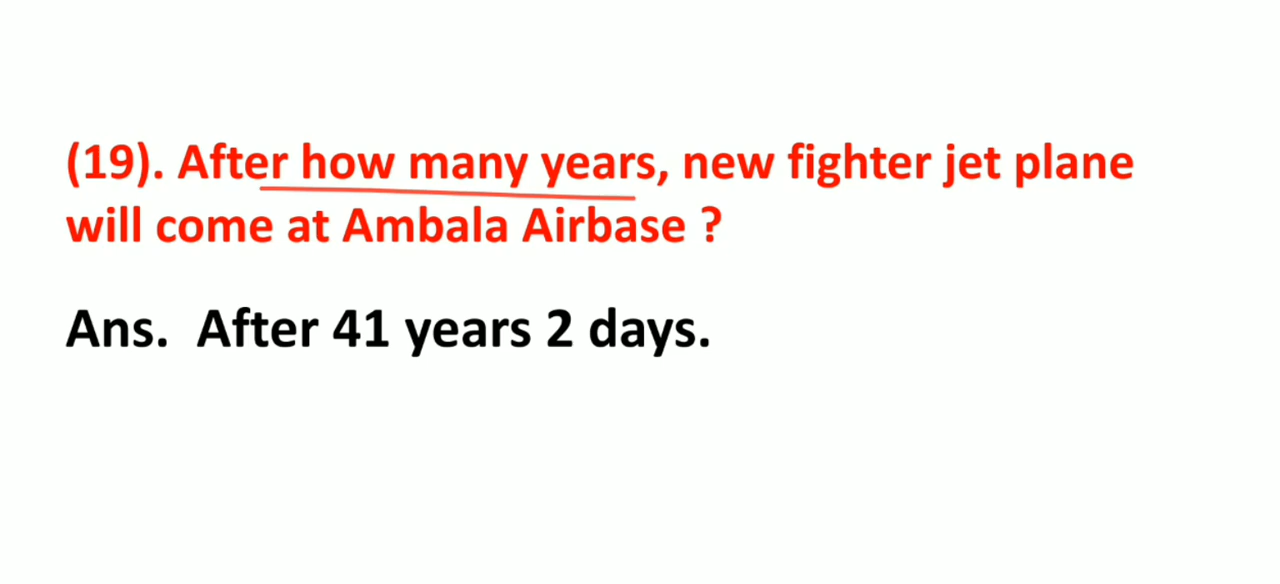 (19). After how many years, new fighter jet plane
will come at Ambala Airbase ?
Ans.  After 41 years 2 days.